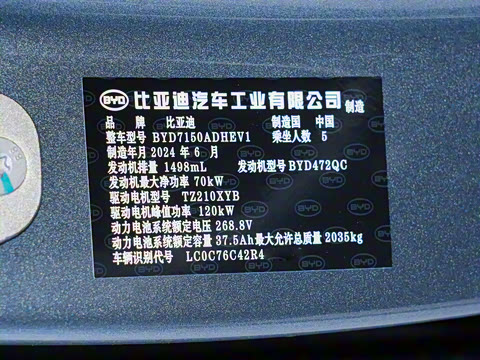 BYD 比亚迪汽车工业有限公司 制造
品 牌 比亚迪 制造国 中国
整车型号 BYD7150ADHEV1 乘坐人数 5
制造年月 2024 年 6 月
发动机排量 1498mL 发动机型号 BYD472QC
发动机最大净功率 70kW
驱动电机型号 TZ210XYB
驱动电机峰值功率 120kW
动力电池系统额定电压 268.8V
动力电池系统额定容量 37.5Ah 最大允许总质量 2035kg
车辆识别代号 LC0C76C42R4